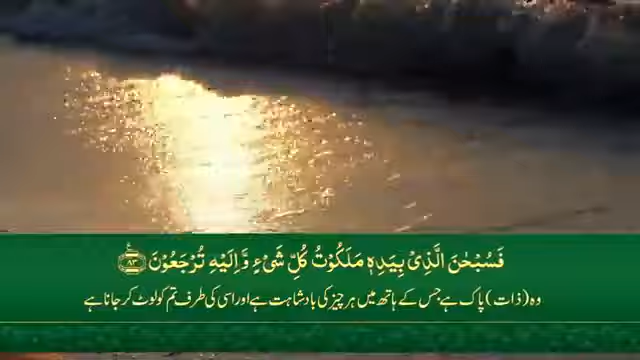 فَسُبْحٰنَ الَّذِیْ بِیَدِهٖ مَلَكُوْتُ كُلِّ شَیْءٍ وَّاِلَیْهِ تُرْجَعُوْنَ ۟۸۳
وہ (ذات) پاک ہے جس کے ہاتھ میں ہر چیز کی بادشاہت ہے اور اسی کی طرف تم کو لوٹ کر جانا ہے